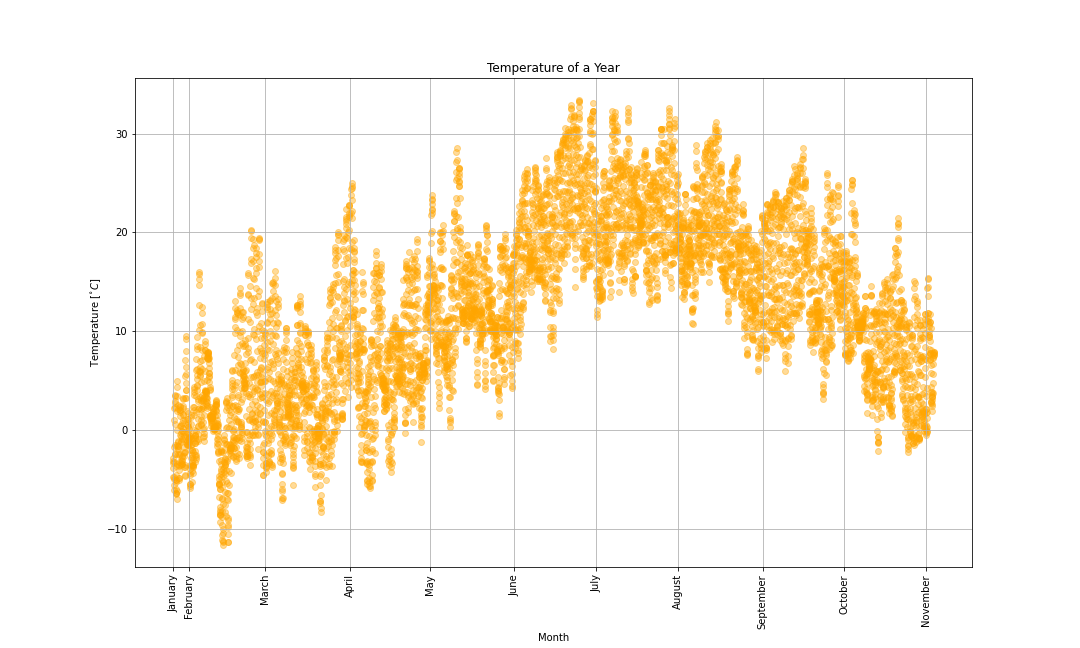 Temperature of a Year
30
20
10
0
−10
Temperature [°C]
January
February
March
April
May
June
July
August
September
October
November
Month